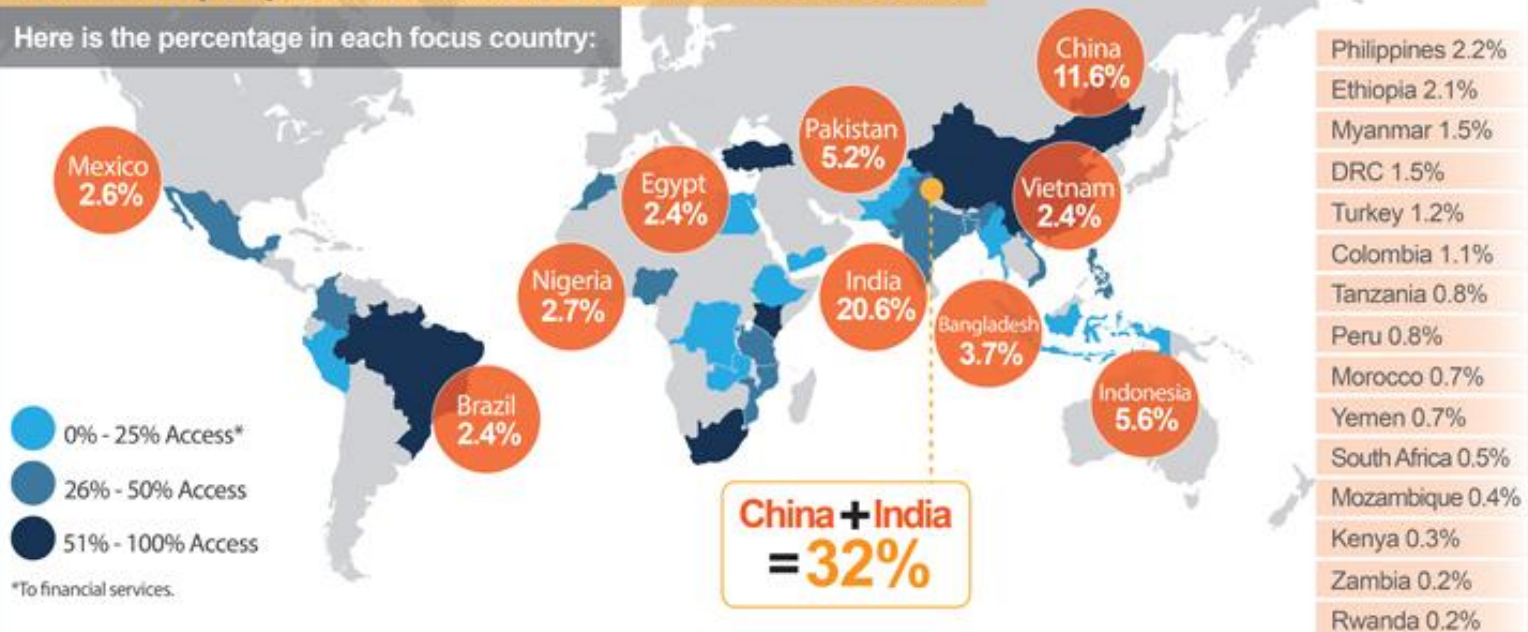 Here is the percentage in each focus country:
China
11.6%
Pakistan
5.2%
Mexico
2.6%
Egypt
2.4%
Vietnam
2.4%
Nigeria
2.7%
India
20.6%
Bangladesh
3.7%
Brazil
2.4%
Indonesia
5.6%
0% - 25% Access*
26% - 50% Access
51% - 100% Access
*To financial services.
China+India
=32%
Philippines 2.2%
Ethiopia 2.1%
Myanmar 1.5%
DRC 1.5%
Turkey 1.2%
Colombia 1.1%
Tanzania 0.8%
Peru 0.8%
Morocco 0.7%
Yemen 0.7%
South Africa 0.5%
Mozambique 0.4%
Kenya 0.3%
Zambia 0.2%
Rwanda 0.2%